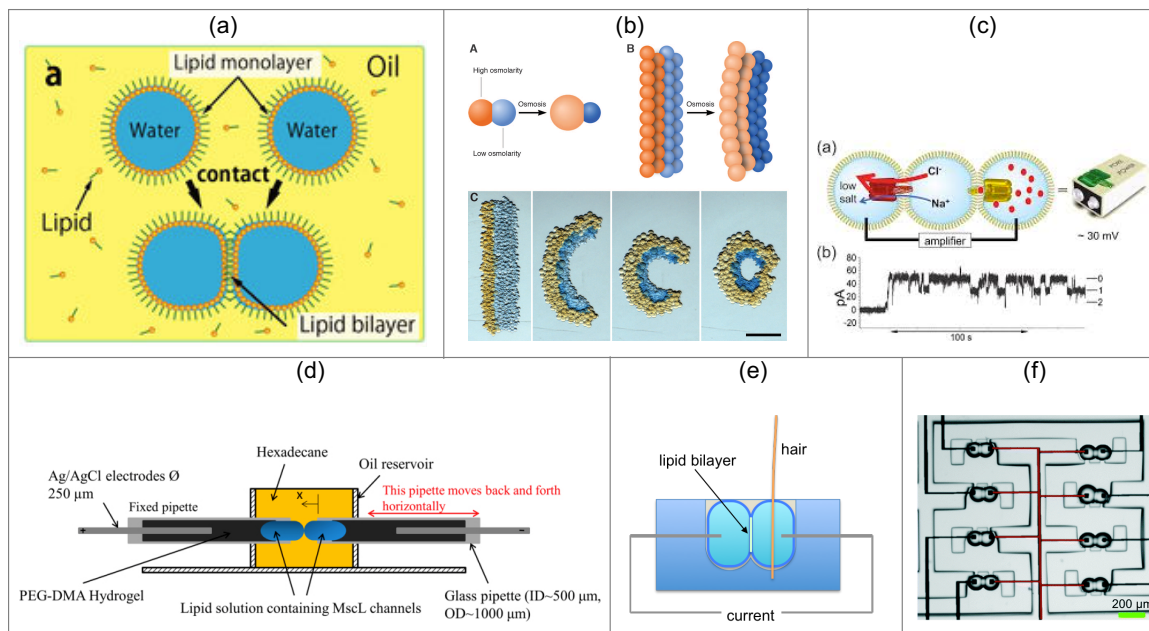 (a)
a
Lipid monolayer
Oil
Water
Water
contact
Lipid
Lipid bilayer
(b)
A
High osmolarity
Osmosis
Low osmolarity
B
Osmosis
C
(c)
(a)
Cl-
low
salt
Na+
=
~ 30 mV
amplifier
(b)
pA
80
60
40
20
0
-20
0
1
2
100 s
(d)
Hexadecane
Oil reservoir
Ag/AgCl electrodes Ø
250 µm
Fixed pipette
x
This pipette moves back and forth
horizontally
+
−
PEG-DMA Hydrogel
Lipid solution containing MscL channels
Glass pipette (ID~500 µm,
OD~1000 µm)
(e)
hair
lipid bilayer
current
(f)
200 µm